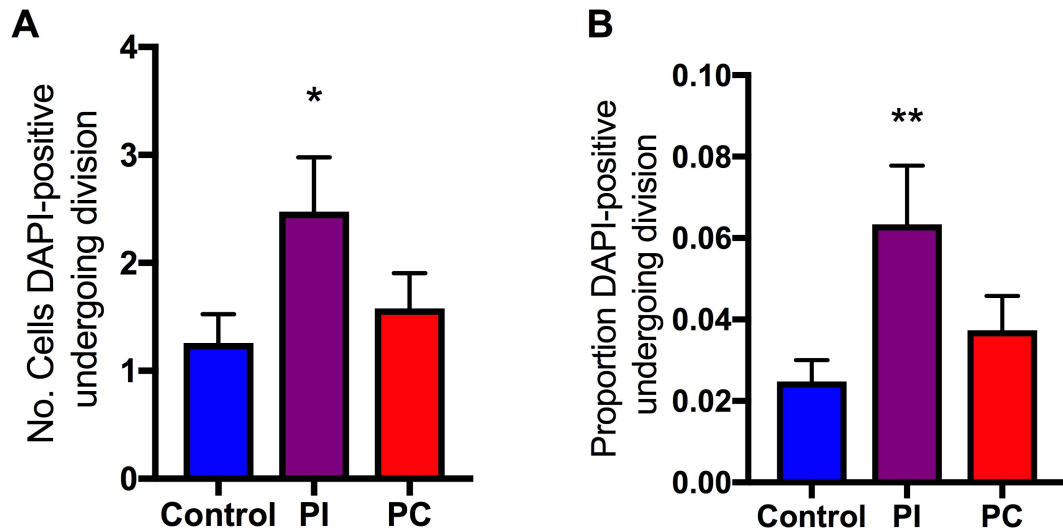 A
No. Cells DAPI-positive
undergoing division
4
3
2
1
0
*
Control PI PC
B
Proportion DAPI-positive
undergoing division
0.10
0.08
0.06
0.04
0.02
0.00
**
Control PI PC